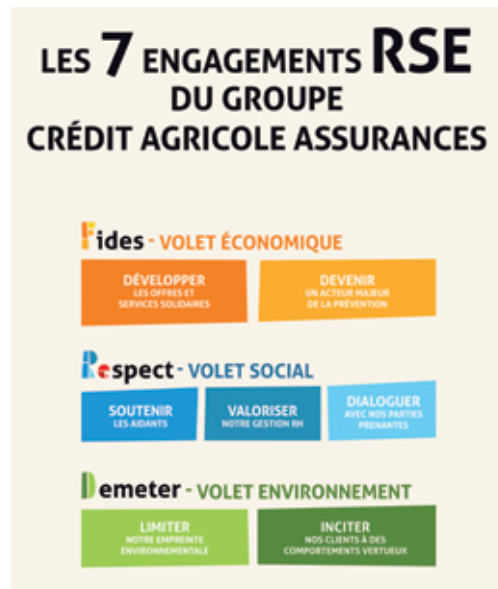 LES 7 ENGAGEMENTS RSE
DU GROUPE
CRÉDIT AGRICOLE ASSURANCES
Fides - VOLET ÉCONOMIQUE
DÉVELOPPER
LES OFFRES ET
SERVICES SOLIDAIRES
DEVENIR
UN ACTEUR MAJEUR
DE LA PRÉVENTION
Respect - VOLET SOCIAL
SOUTENIR
LES AIDANTS
VALORISER
NOTRE GESTION RH
DIALOGUER
AVEC NOS PARTIES
PRENANTES
Demeter - VOLET ENVIRONNEMENT
LIMITER
NOTRE EMPREINTE
ENVIRONNEMENTALE
INCITER
NOS CLIENTS À DES
COMPORTEMENTS VERTUEUX